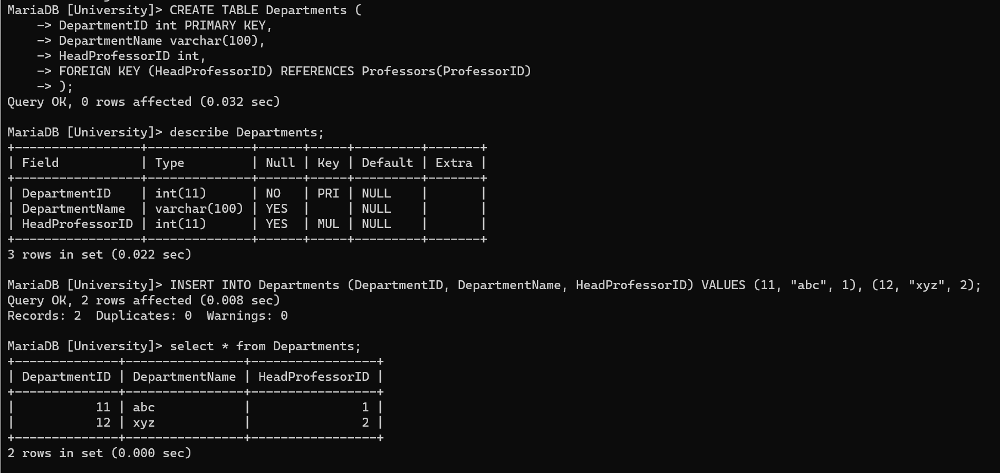 MariaDB [University]> CREATE TABLE Departments (
    -> DepartmentID int PRIMARY KEY,
    -> DepartmentName varchar(100),
    -> HeadProfessorID int,
    -> FOREIGN KEY (HeadProfessorID) REFERENCES Professors(ProfessorID)
    -> );
Query OK, 0 rows affected (0.032 sec)

MariaDB [University]> describe Departments;
+-----------------+--------------+------+-----+---------+-------+
| Field           | Type         | Null | Key | Default | Extra |
+-----------------+--------------+------+-----+---------+-------+
| DepartmentID    | int(11)      | NO   | PRI | NULL    |       |
| DepartmentName  | varchar(100) | YES  |     | NULL    |       |
| HeadProfessorID | int(11)      | YES  | MUL | NULL    |       |
+-----------------+--------------+------+-----+---------+-------+
3 rows in set (0.022 sec)

MariaDB [University]> INSERT INTO Departments (DepartmentID, DepartmentName, HeadProfessorID) VALUES (11, "abc", 1), (12, "xyz", 2);
Query OK, 2 rows affected (0.008 sec)
Records: 2  Duplicates: 0  Warnings: 0

MariaDB [University]> select * from Departments;
+--------------+----------------+-----------------+
| DepartmentID | DepartmentName | HeadProfessorID |
+--------------+----------------+-----------------+
|           11 | abc            |               1 |
|           12 | xyz            |               2 |
+--------------+----------------+-----------------+
2 rows in set (0.000 sec)